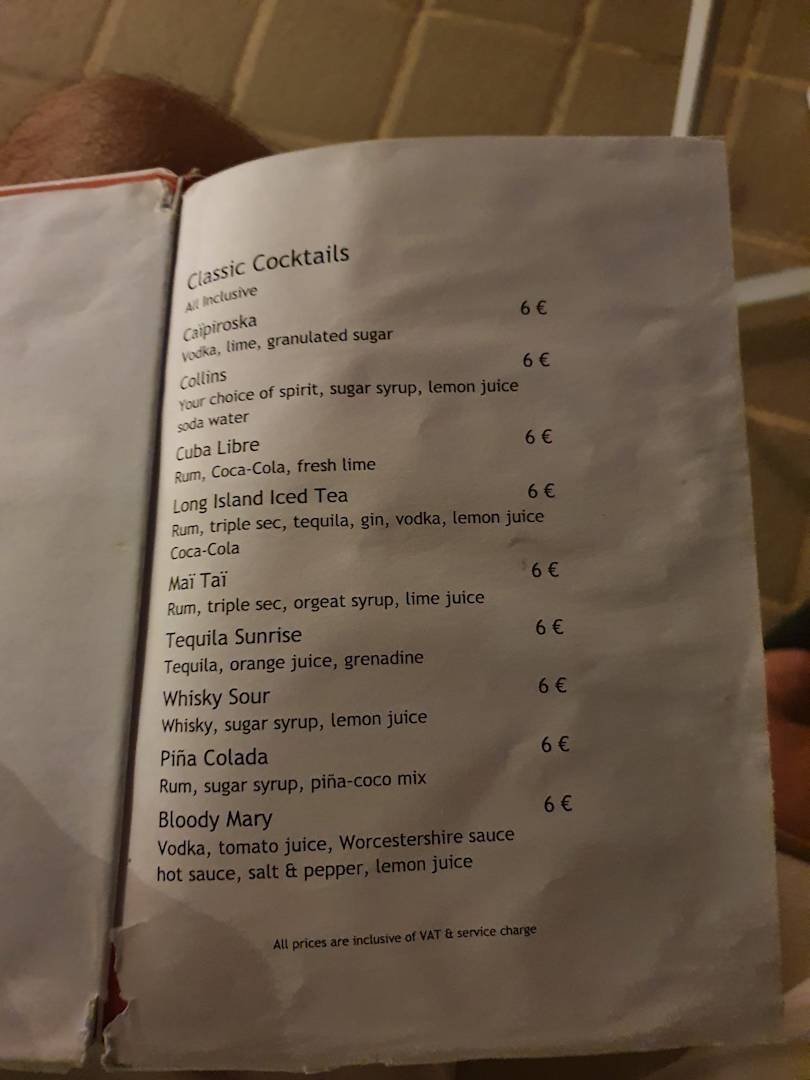 Classic Cocktails
All Inclusive
Caïpiroska 6 €
Vodka, lime, granulated sugar
Collins 6 €
Your choice of spirit, sugar syrup, lemon juice
soda water
Cuba Libre 6 €
Rum, Coca-Cola, fresh lime
Long Island Iced Tea 6 €
Rum, triple sec, tequila, gin, vodka, lemon juice
Coca-Cola
Maï Taï 6 €
Rum, triple sec, orgeat syrup, lime juice
Tequila Sunrise 6 €
Tequila, orange juice, grenadine
Whisky Sour 6 €
Whisky, sugar syrup, lemon juice
Piña Colada 6 €
Rum, sugar syrup, piña-coco mix
Bloody Mary 6 €
Vodka, tomato juice, Worcestershire sauce
hot sauce, salt & pepper, lemon juice
All prices are inclusive of VAT & service charge